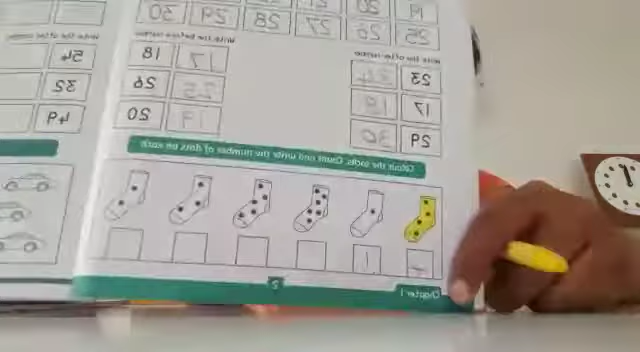 19 20
25 26 27 28 29 30
Write the after number
Write the before number
23 24 17 18
17 18 25 26
29 30 19 20
Colour the socks. Count and write the number of dots on each
1
Chapter 1
2
54
32
49